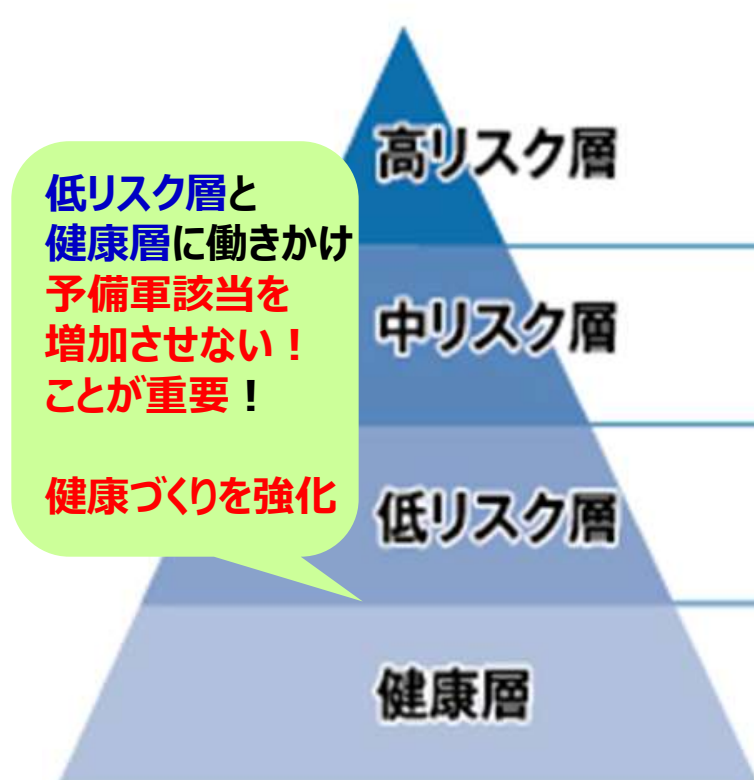 高リスク層
低リスク層と
健康層に働きかけ
予備軍該当を
増加させない！
ことが重要！
健康づくりを強化
中リスク層
低リスク層
健康層